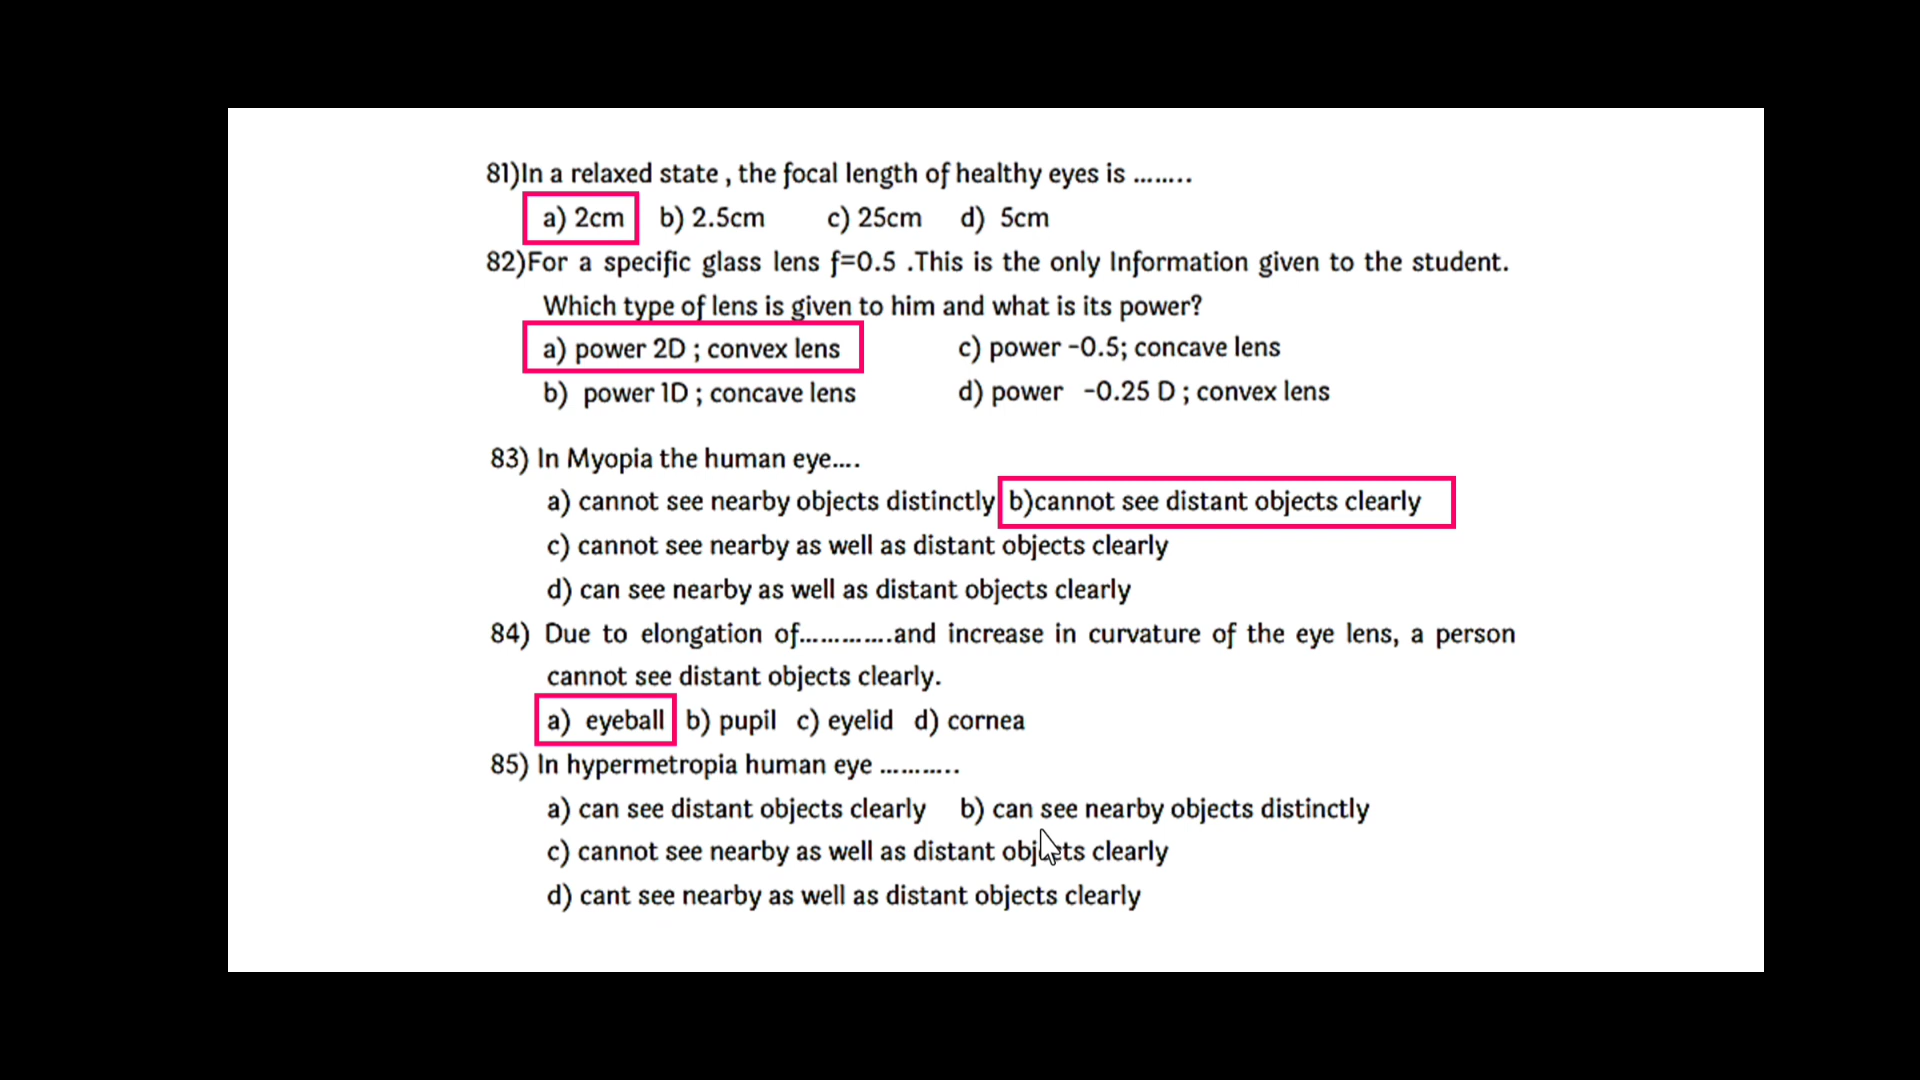 81)In a relaxed state , the focal length of healthy eyes is ........
a) 2cm b) 2.5cm c) 25cm d) 5cm
82)For a specific glass lens f=0.5 .This is the only Information given to the student.
Which type of lens is given to him and what is its power?
a) power 2D ; convex lens c) power -0.5; concave lens
b) power 1D ; concave lens d) power -0.25 D ; convex lens
83) In Myopia the human eye....
a) cannot see nearby objects distinctly b)cannot see distant objects clearly
c) cannot see nearby as well as distant objects clearly
d) can see nearby as well as distant objects clearly
84) Due to elongation of.............and increase in curvature of the eye lens, a person
cannot see distant objects clearly.
a) eyeball b) pupil c) eyelid d) cornea
85) In hypermetropia human eye ...........
a) can see distant objects clearly b) can see nearby objects distinctly
c) cannot see nearby as well as distant objects clearly
d) cant see nearby as well as distant objects clearly